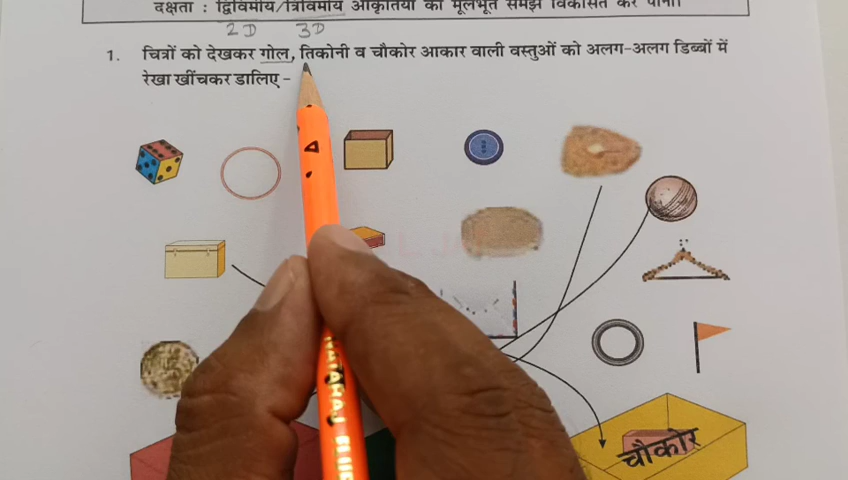 दक्षता : द्विविमीय/त्रिविमीय आकृतियों की मूलभूत समझ विकसित कर पाना।
2D 3D
1. चित्रों को देखकर गोल, तिकोनी व चौकोर आकार वाली वस्तुओं को अलग-अलग डिब्बों में
रेखा खींचकर डालिए -
चौकोर